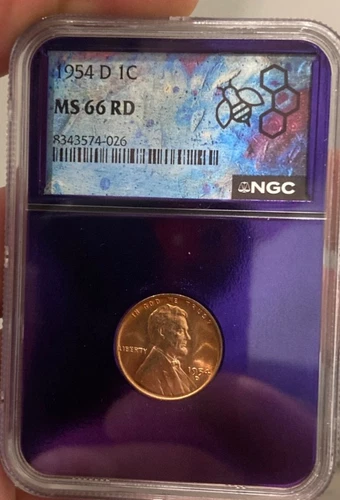 1954 D 1C
MS 66 RD
8343574-026
NGC
IN GOD WE TRUST
LIBERTY
1954
D